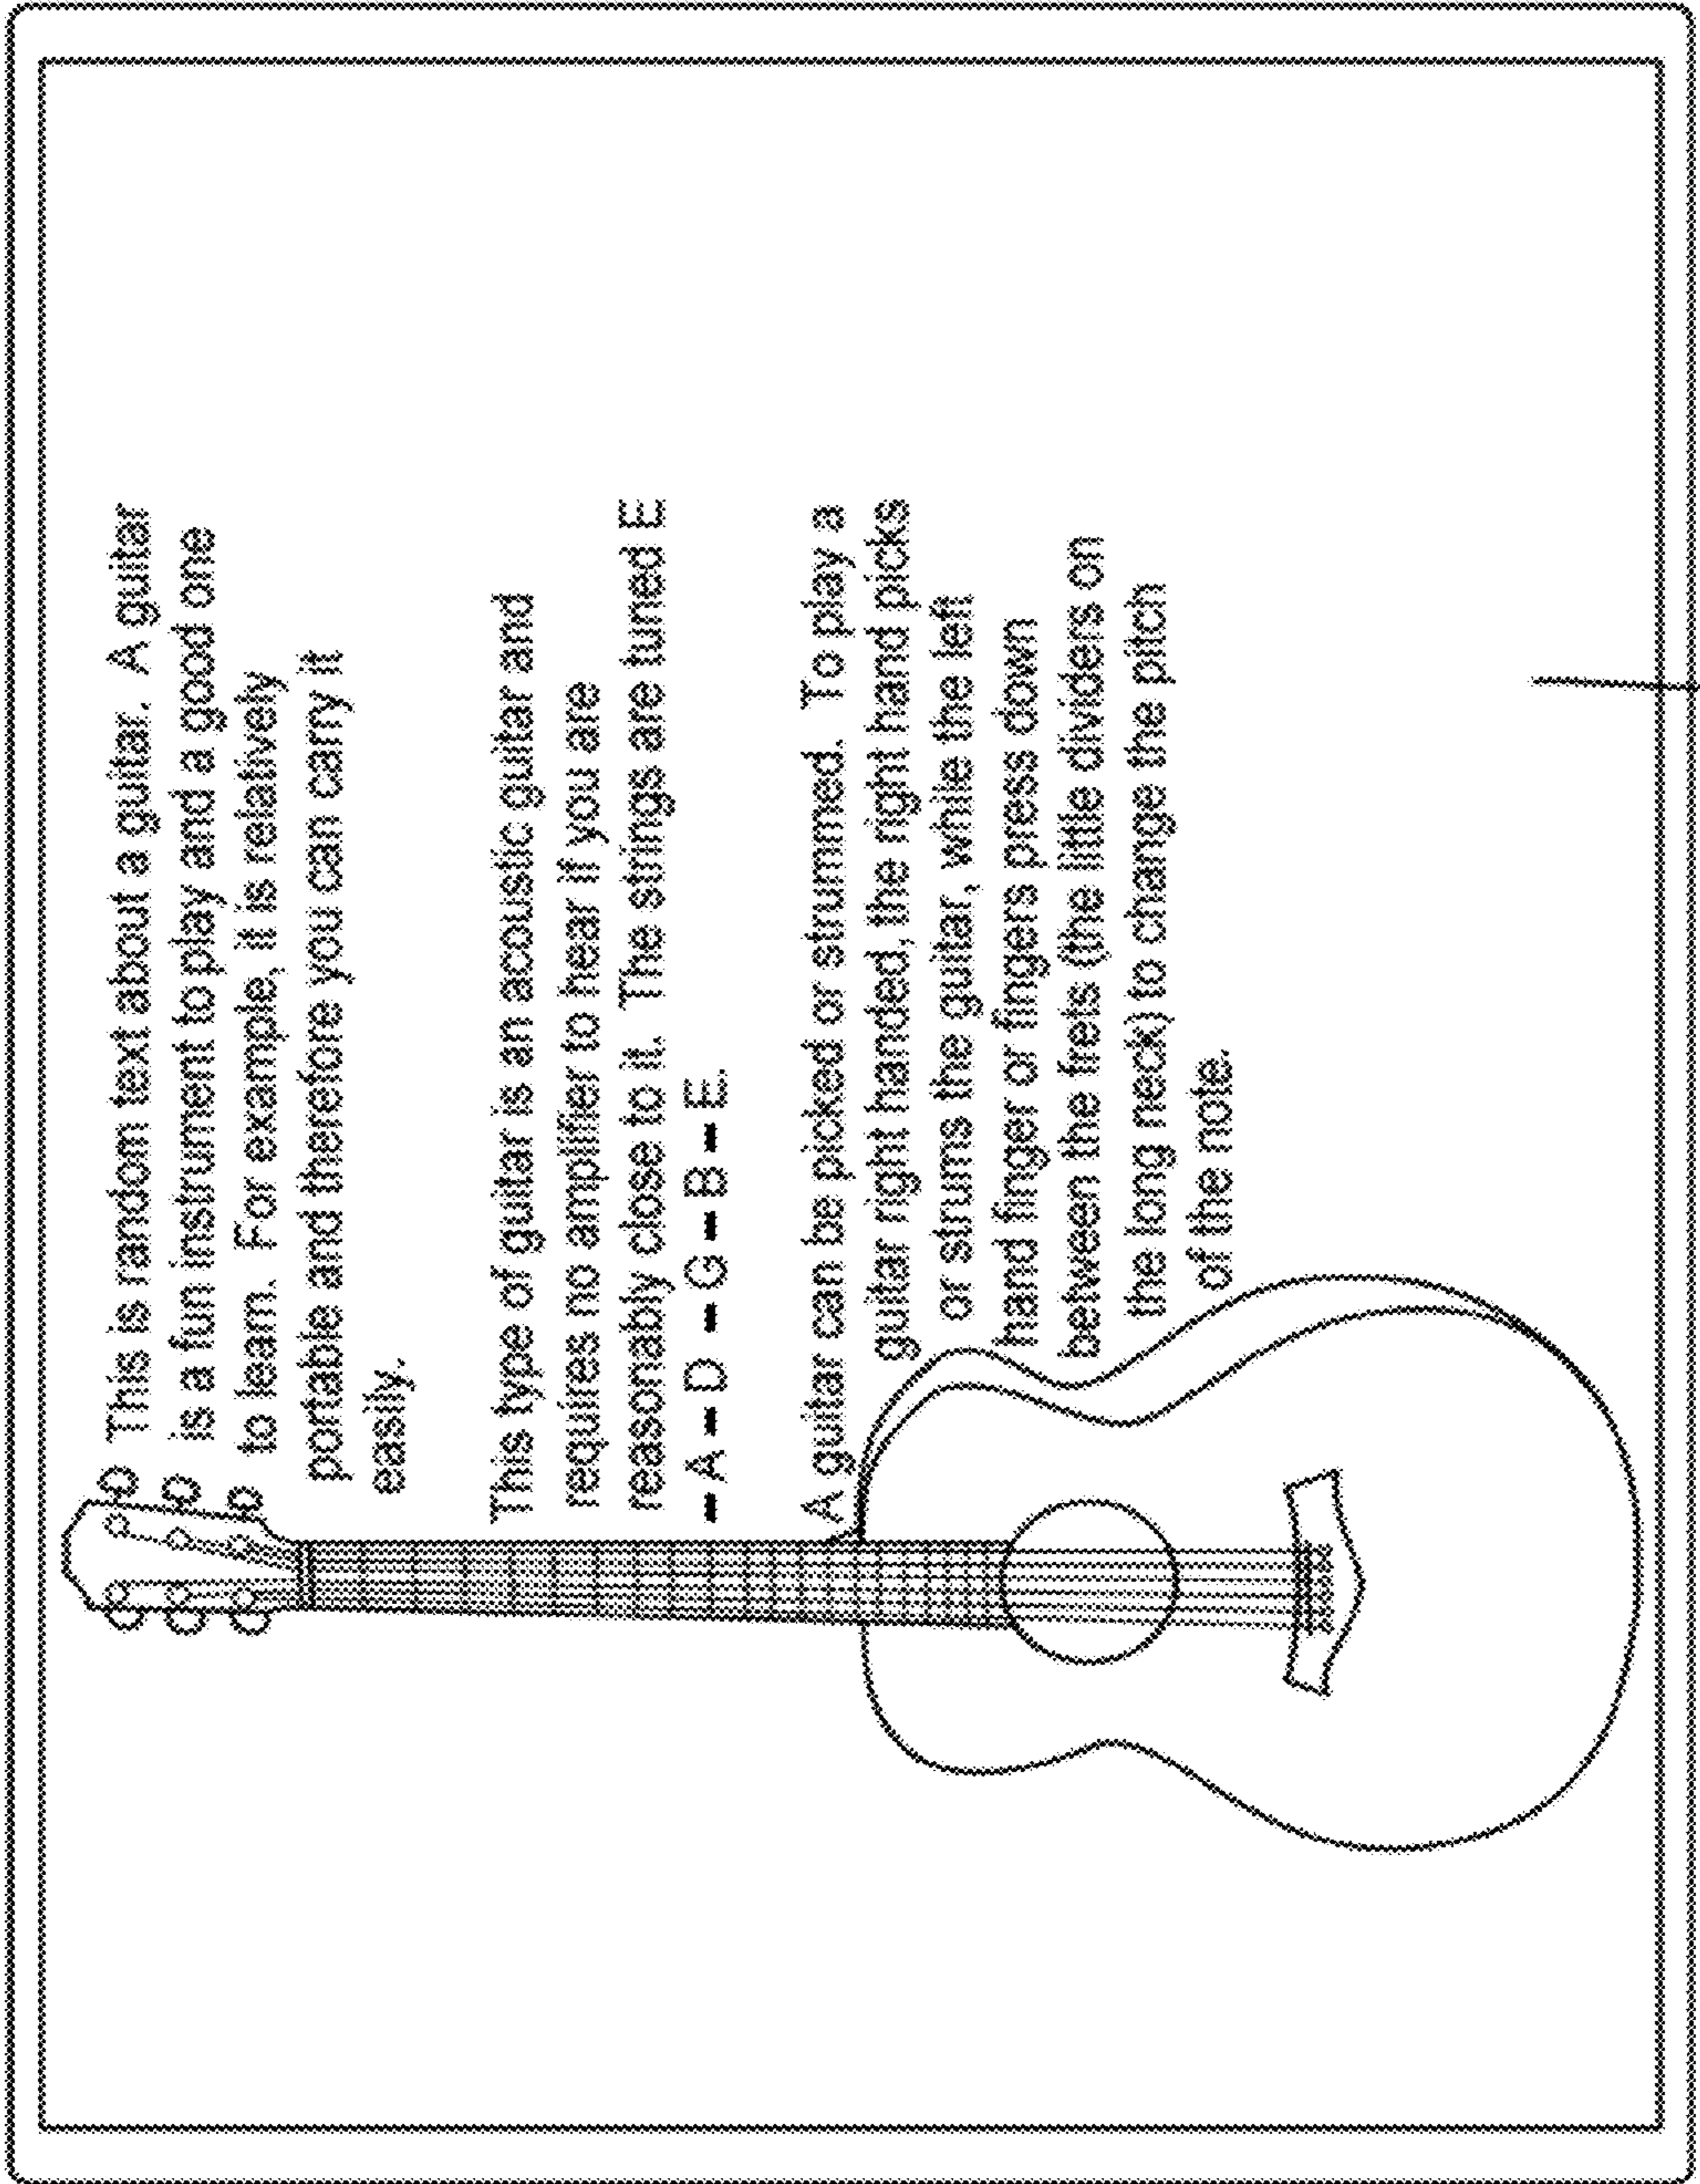 This is random text about a guitar. A guitar
is a fun instrument to play and a good one
to learn. For example, it is relatively
portable and therefore you can carry it
easily.
This type of guitar is an acoustic guitar and
requires no amplifier to hear if you are
reasonably close to it. The strings are tuned E
– A – D – G – B – E.
A guitar can be picked or strummed. To play a
guitar right handed, the right hand picks
or strums the guitar, while the left
hand finger or fingers press down
between the frets (the little dividers on
the long neck) to change the pitch
of the note.